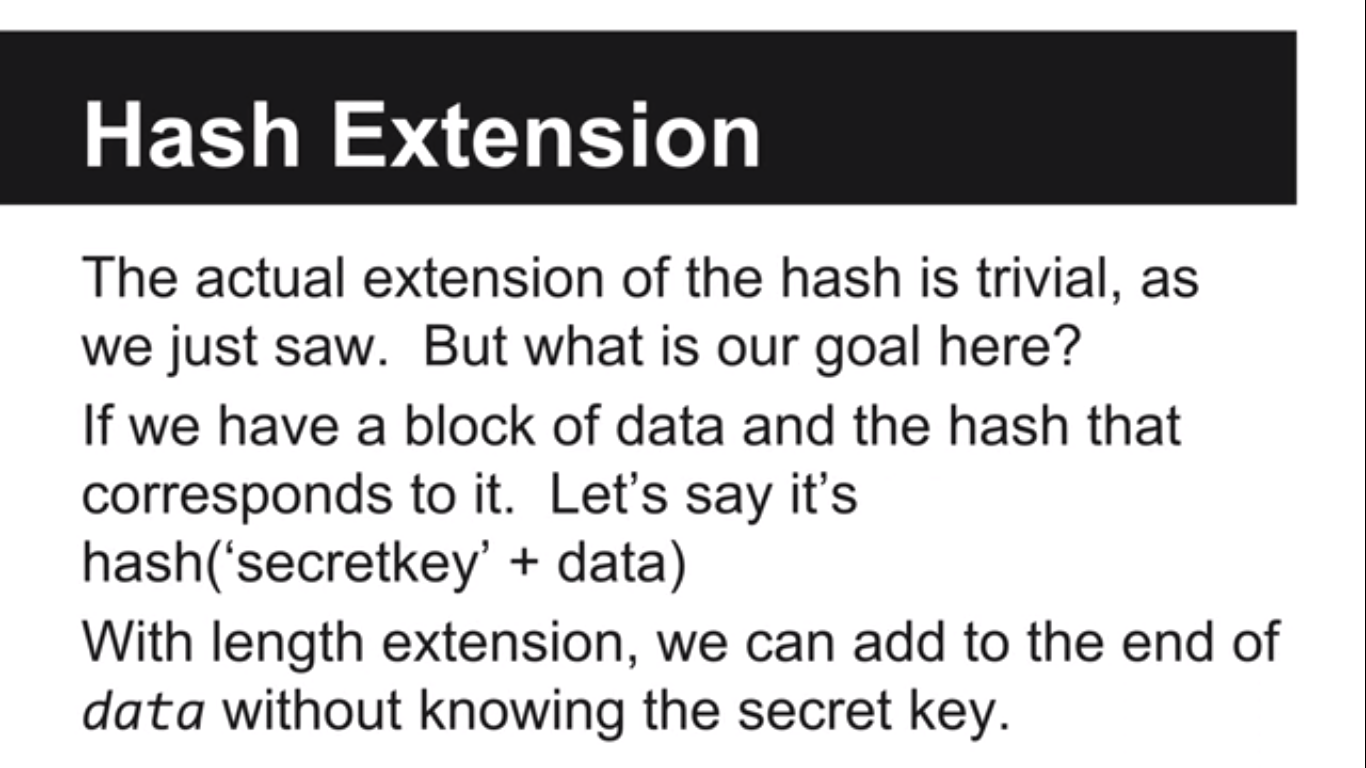 Hash Extension
The actual extension of the hash is trivial, as
we just saw.  But what is our goal here?
If we have a block of data and the hash that
corresponds to it.  Let’s say it’s
hash(‘secretkey’ + data)
With length extension, we can add to the end of
data without knowing the secret key.